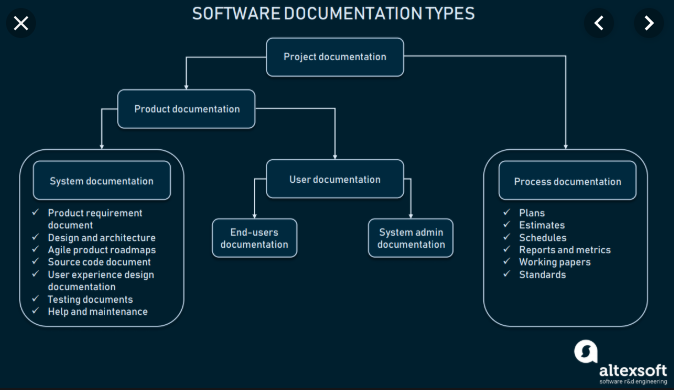 SOFTWARE DOCUMENTATION TYPES
Project documentation
Product documentation
System documentation
✓ Product requirement
document
✓ Design and architecture
✓ Agile product roadmaps
✓ Source code document
✓ User experience design
documentation
✓ Testing documents
✓ Help and maintenance
User documentation
End-users
documentation
System admin
documentation
Process documentation
✓ Plans
✓ Estimates
✓ Schedules
✓ Reports and metrics
✓ Working papers
✓ Standards
altexsoft
software r&d engineering